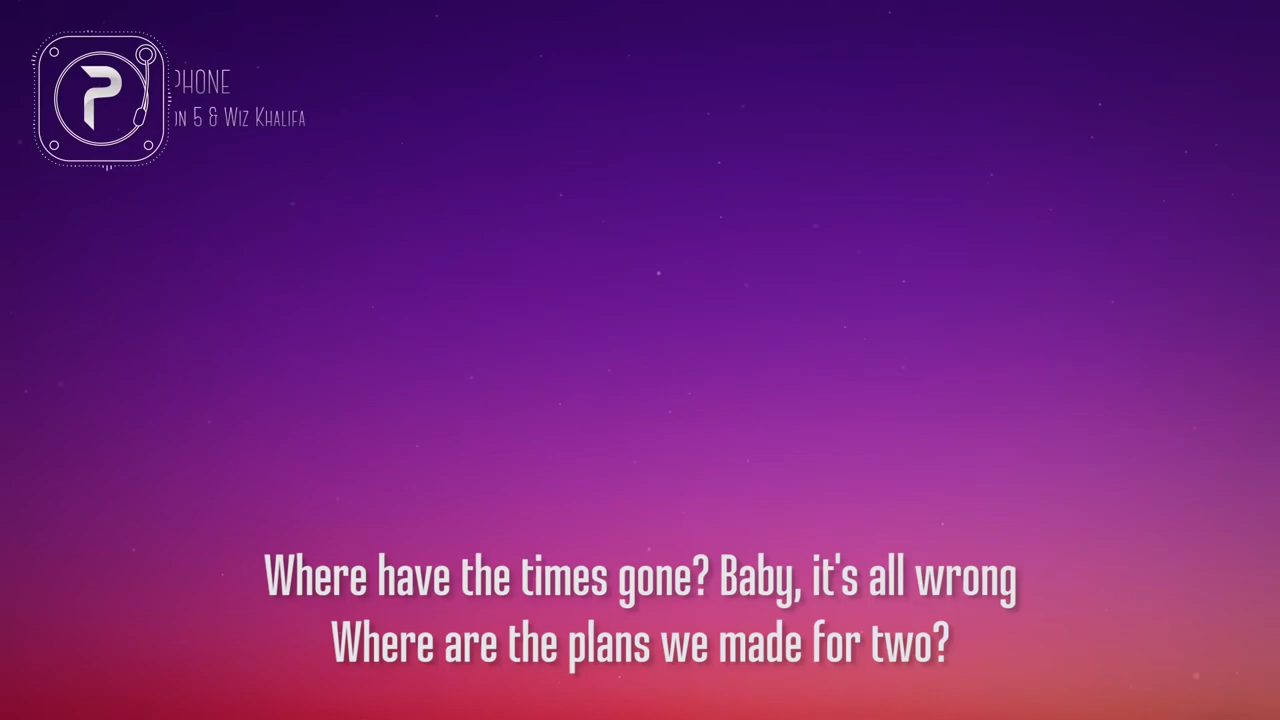 PHONE
in 5 & Wiz Khalifa
Where have the times gone? Baby, it's all wrong
Where are the plans we made for two?